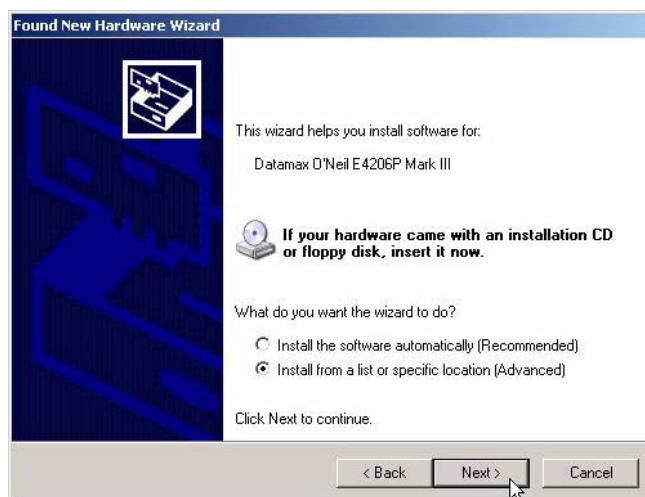 Found New Hardware Wizard
This wizard helps you install software for:
Datamax O'Neil E4206P Mark III
If your hardware came with an installation CD
or floppy disk, insert it now.
What do you want the wizard to do?
Install the software automatically (Recommended)
Install from a list or specific location (Advanced)
Click Next to continue.
< Back Next > Cancel